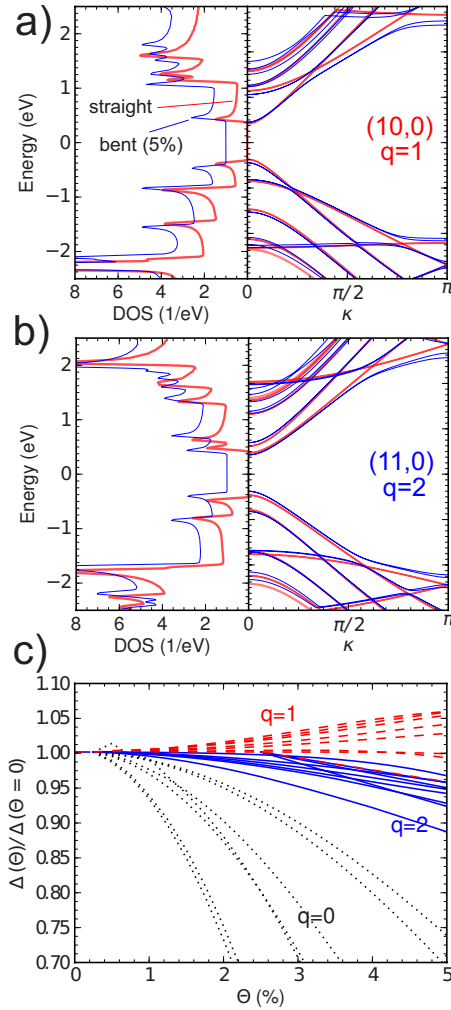 a)
2
1
0
−1
−2
Energy (eV)
straight
bent (5%)
(10,0)
q=1
8 6 4 2 0 π/2 π
DOS (1/eV) κ
b)
2
1
0
−1
−2
Energy (eV)
(11,0)
q=2
8 6 4 2 0 π/2 π
DOS (1/eV) κ
c)
1.10
1.05
1.00
0.95
0.90
0.85
0.80
0.75
0.70
Δ(Θ)/Δ(Θ = 0)
q=1
q=2
q=0
0 1 2 3 4 5
Θ (%)